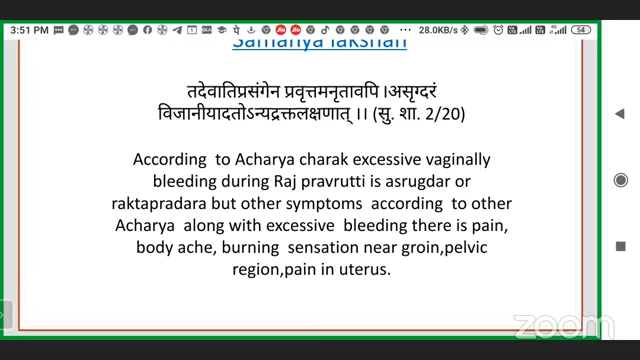 3:51 PM
28.0KB/s
54
Samanya lakshan
तदेवातिप्रसंगेन प्रवृत्तमनृतावपि ।असृग्दरं
विजानीयादतोऽन्यद्रक्तलक्षणात् ।। (सु. शा. 2/20)
According to Acharya charak excessive vaginally
bleeding during Raj pravrutti is asrugdar or
raktapradara but other symptoms according to other
Acharya along with excessive bleeding there is pain,
body ache, burning sensation near groin,pelvic
region,pain in uterus.
zoom